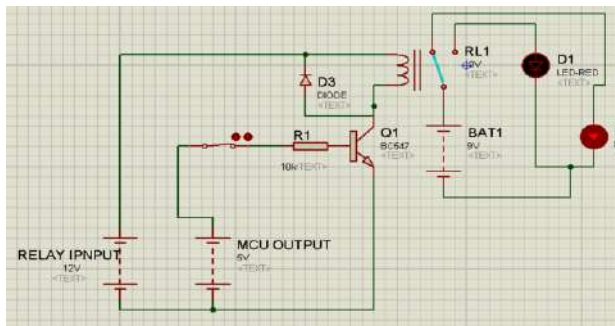 RL1
<TEXT>
D1
LED-RED
<TEXT>
D3
DIODE
<TEXT>
R1
10k
<TEXT>
Q1
BC547
<TEXT>
BAT1
9V
<TEXT>
RELAY IPNPUT
12V
<TEXT>
MCU OUTPUT
5V
<TEXT>